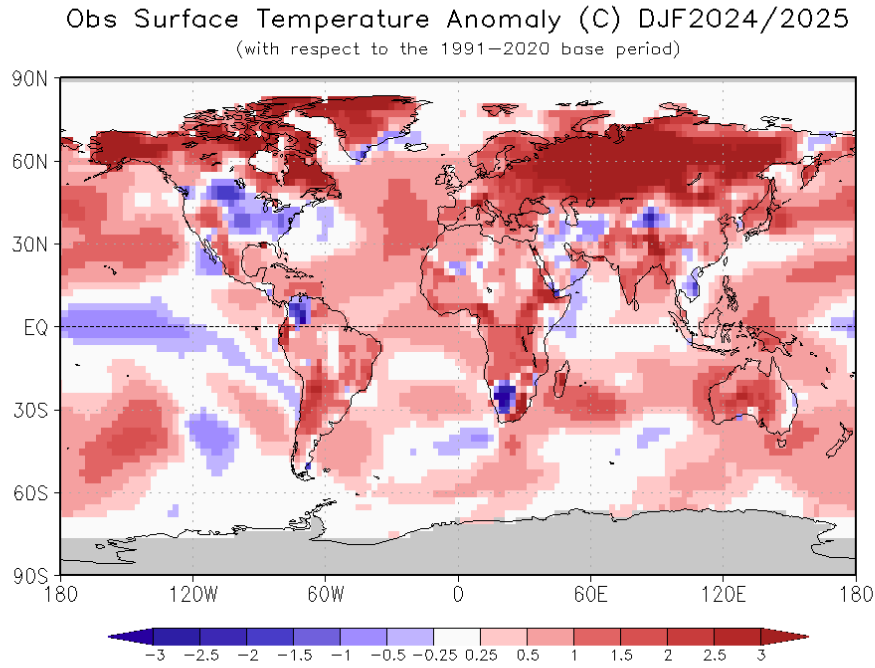 Obs Surface Temperature Anomaly (C) DJF2024/2025
(with respect to the 1991−2020 base period)
90N
60N
30N
EQ
30S
60S
90S
180 120W 60W 0 60E 120E 180
−3 −2.5 −2 −1.5 −1 −0.5 −0.25 0.25 0.5 1 1.5 2 2.5 3